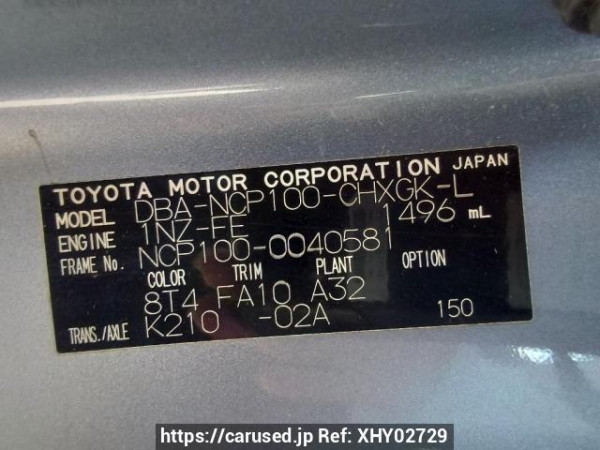 TOYOTA MOTOR CORPORATION JAPAN
MODEL DBA-NCP100-CHXGK-L
ENGINE 1NZ-FE 1496 mL
FRAME No. NCP100-0040581
COLOR TRIM PLANT OPTION
8T4 FA10 A32
TRANS./AXLE K210 -02A 150
https://carused.jp Ref: XHY02729